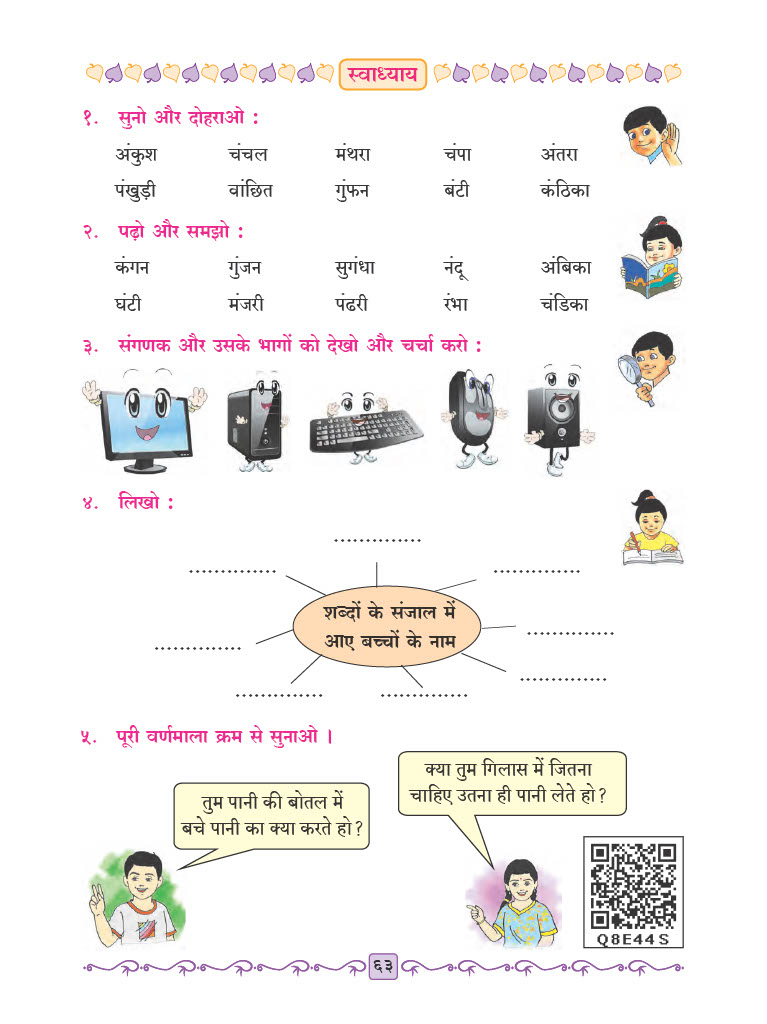 स्वाध्याय
१. सुनो और दोहराओ :
अंकुश चंचल मंथरा चंपा अंतरा
पंखुड़ी वांछित गुंफन बंटी कंठिका
२. पढ़ो और समझो :
कंगन गुंजन सुगंधा नंदू अंबिका
घंटी मंजरी पंढरी रंभा चंडिका
३. संगणक और उसके भागों को देखो और चर्चा करो :
४. लिखो :
शब्दों के संजाल में
आए बच्चों के नाम
५. पूरी वर्णमाला क्रम से सुनाओ ।
तुम पानी की बोतल में
बचे पानी का क्या करते हो ?
क्या तुम गिलास में जितना
चाहिए उतना ही पानी लेते हो ?
Q8E44S
६३